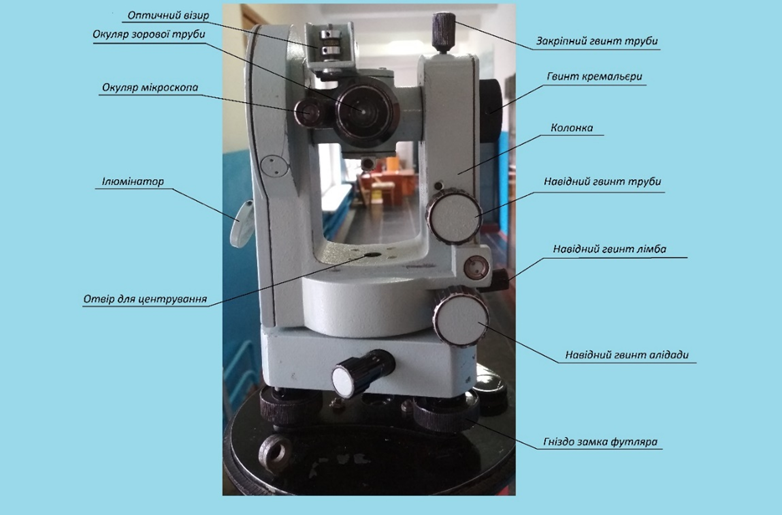 Оптичний візир
Окуляр зорової труби
Окуляр мікроскопа
Ілюмінатор
Отвір для центрування
Закріпний гвинт труби
Гвинт кремальєри
Колонка
Навідний гвинт труби
Навідний гвинт лімба
Навідний гвинт алідади
Гніздо замка футляра